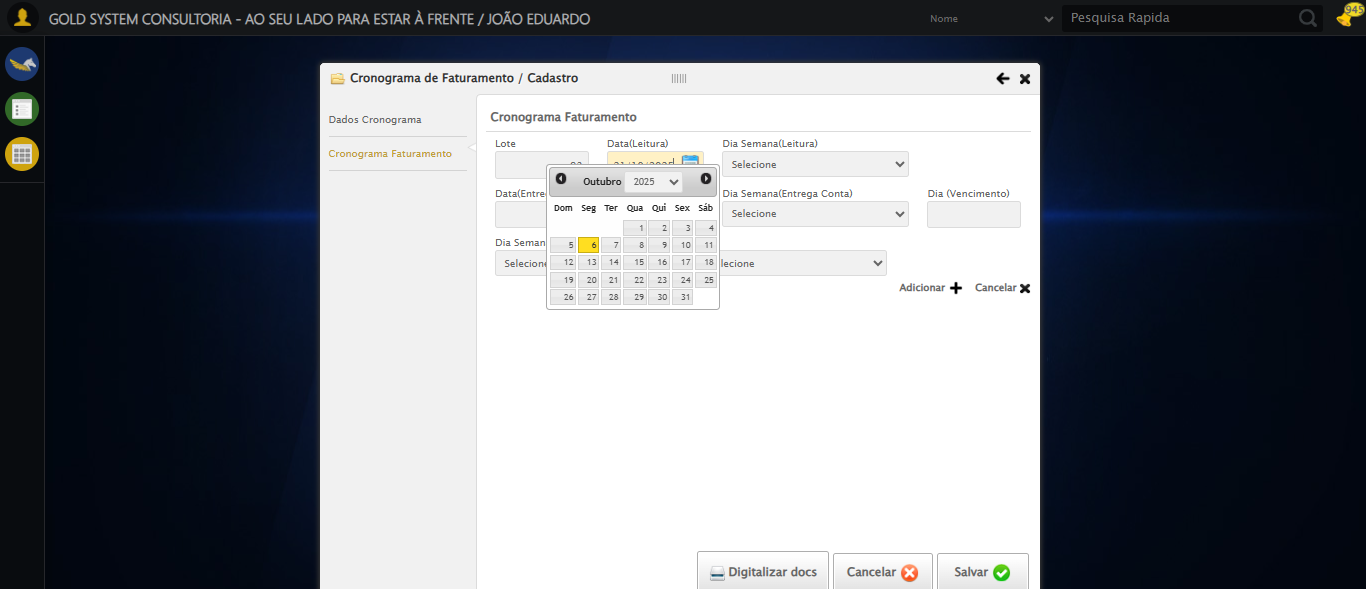 GOLD SYSTEM CONSULTORIA - AO SEU LADO PARA ESTAR À FRENTE / JOÃO EDUARDO
Nome
Pesquisa Rapida
945
Cronograma de Faturamento / Cadastro
Dados Cronograma
Cronograma Faturamento
Cronograma Faturamento
Lote
Data(Leitura)
Dia Semana(Leitura)
Selecione
Outubro 2025
Dom Seg Ter Qua Qui Sex Sáb
1 2 3 4
5 6 7 8 9 10 11
12 13 14 15 16 17 18
19 20 21 22 23 24 25
26 27 28 29 30 31
Data(Entre
Dia Semana(Entrega Conta)
Dia (Vencimento)
Selecione
Dia Seman
Selecion
lecione
Adicionar
Cancelar
Digitalizar docs
Cancelar
Salvar